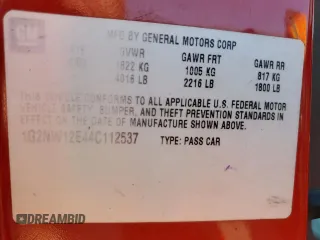 GM
MFD BY GENERAL MOTORS CORP
GVWR GAWR FRT GAWR RR
1822 KG 1005 KG 817 KG
4016 LB 2216 LB 1800 LB
THIS VEHICLE CONFORMS TO ALL APPLICABLE U.S. FEDERAL MOTOR
VEHICLE SAFETY, BUMPER, AND THEFT PREVENTION STANDARDS IN
EFFECT ON THE DATE OF MANUFACTURE SHOWN ABOVE.
TYPE: PASS CAR
DREAMBID